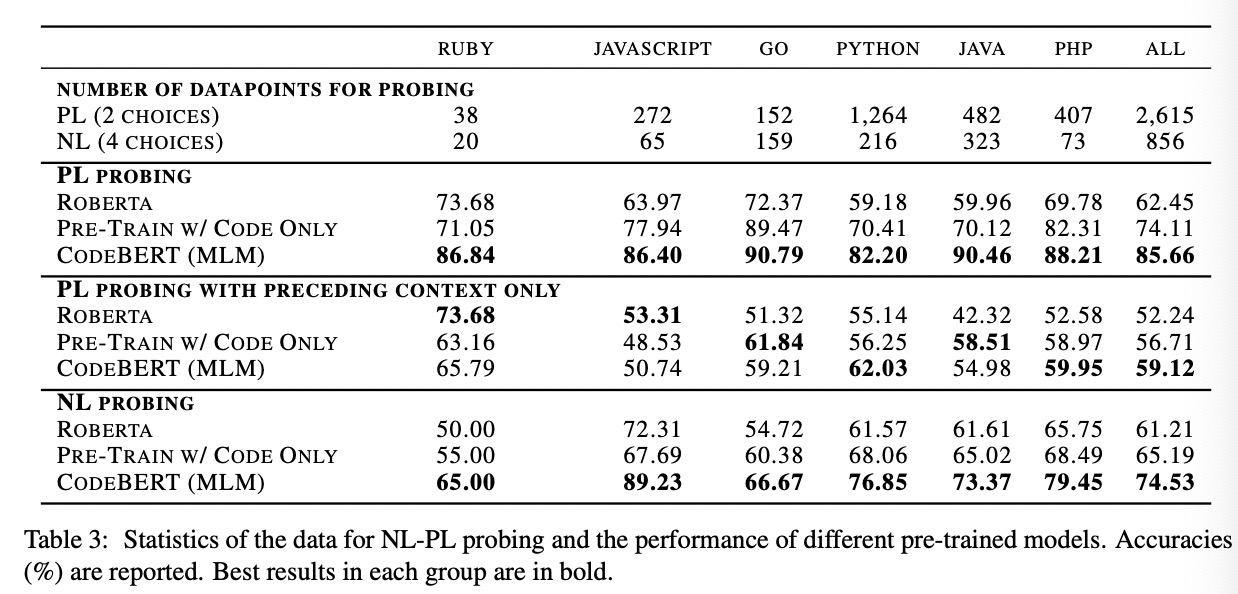 RUBY JAVASCRIPT GO PYTHON JAVA PHP ALL
NUMBER OF DATAPOINTS FOR PROBING
PL (2 CHOICES) 38 272 152 1,264 482 407 2,615
NL (4 CHOICES) 20 65 159 216 323 73 856
PL PROBING
ROBERTA 73.68 63.97 72.37 59.18 59.96 69.78 62.45
PRE-TRAIN W/ CODE ONLY 71.05 77.94 89.47 70.41 70.12 82.31 74.11
CODEBERT (MLM) 86.84 86.40 90.79 82.20 90.46 88.21 85.66
PL PROBING WITH PRECEDING CONTEXT ONLY
ROBERTA 73.68 53.31 51.32 55.14 42.32 52.58 52.24
PRE-TRAIN W/ CODE ONLY 63.16 48.53 61.84 56.25 58.51 58.97 56.71
CODEBERT (MLM) 65.79 50.74 59.21 62.03 54.98 59.95 59.12
NL PROBING
ROBERTA 50.00 72.31 54.72 61.57 61.61 65.75 61.21
PRE-TRAIN W/ CODE ONLY 55.00 67.69 60.38 68.06 65.02 68.49 65.19
CODEBERT (MLM) 65.00 89.23 66.67 76.85 73.37 79.45 74.53
Table 3: Statistics of the data for NL-PL probing and the performance of different pre-trained models. Accuracies
(%) are reported. Best results in each group are in bold.